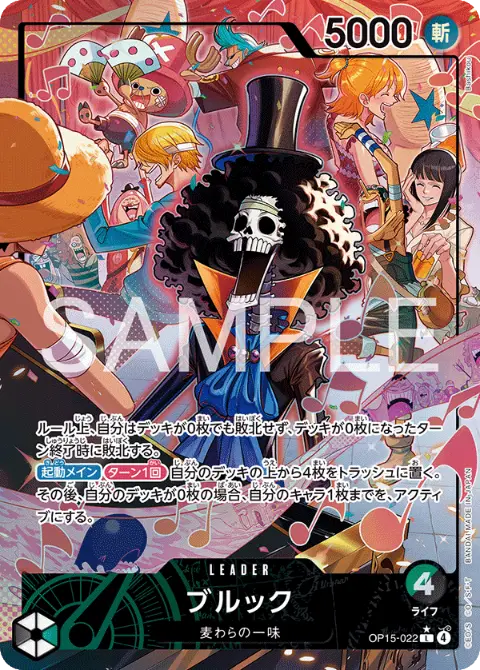 5000 斬
Boshikou
SAMPLE
ルール上、自分はデッキが0枚でも敗北せず、デッキが0枚になったター
ン終了時に敗北する。
起動メイン ターン1回 自分のデッキの上から4枚をトラッシュに置く。
その後、自分のデッキが0枚の場合、自分のキャラ1枚までを、アクティ
ブにする。
LEADER
ブルック
麦わらの一味
4
ライフ
OP15-022 L 4
BANDAI MADE IN JAPAN